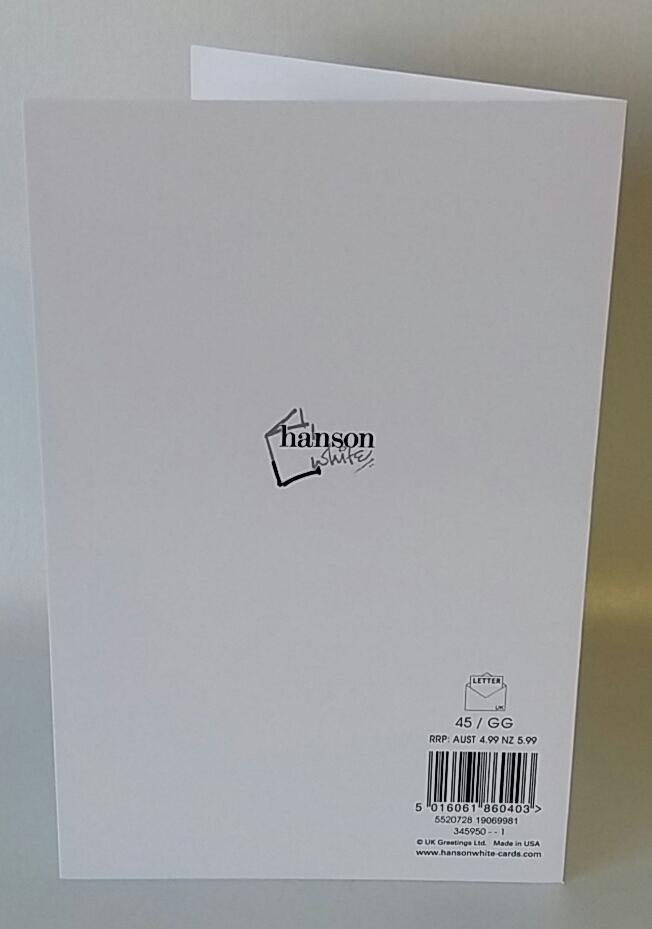 hanson
white
LETTER
UK
45 / GG
RRP: AUST 4.99 NZ 5.99
5 016061 860403 >
5520728 19069981
345950 - - 1
© UK Greetings Ltd. Made in USA
www.hansonwhite-cards.com